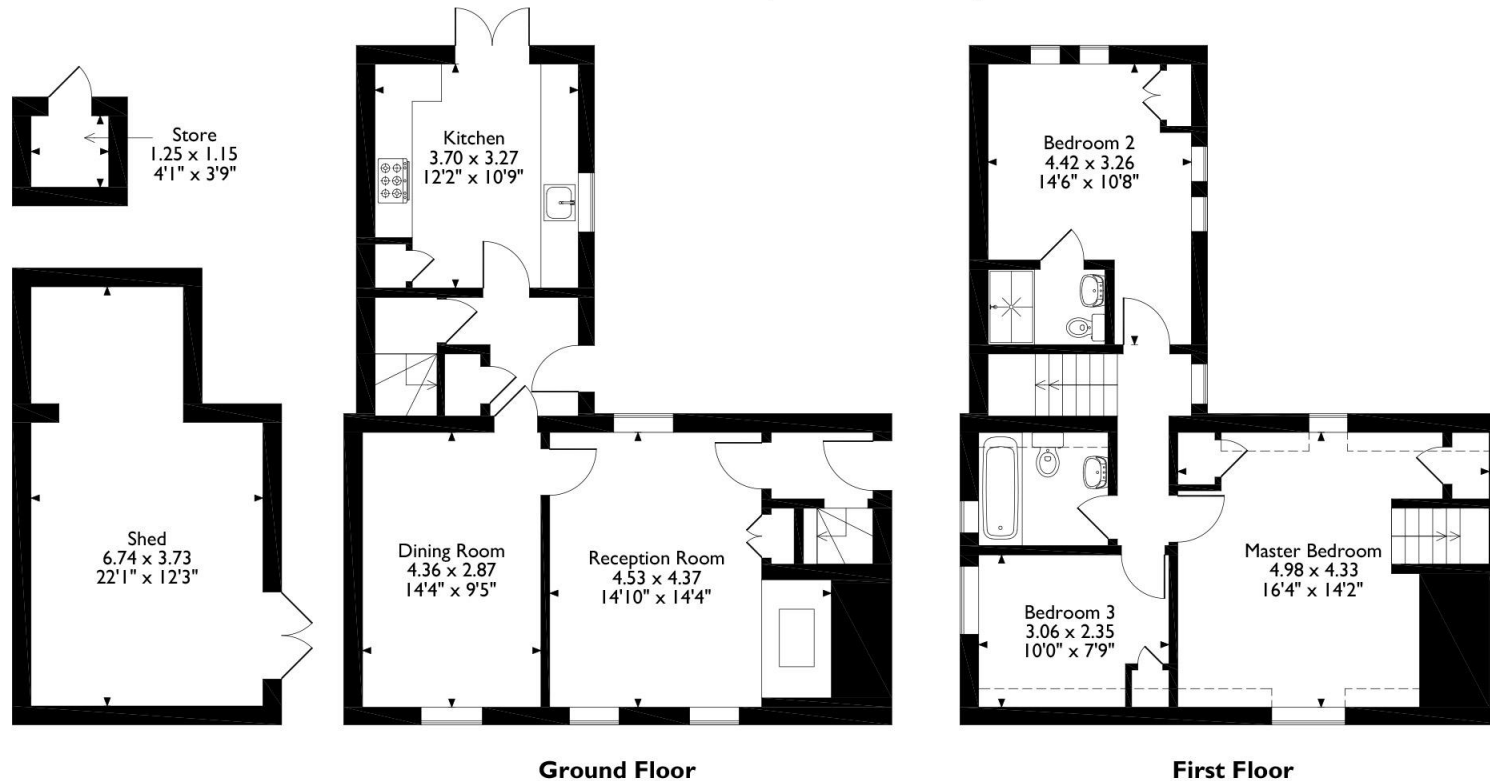 Store
1.25 x 1.15
4'1" x 3'9"
Kitchen
3.70 x 3.27
12'2" x 10'9"
Bedroom 2
4.42 x 3.26
14'6" x 10'8"
Shed
6.74 x 3.73
22'1" x 12'3"
Dining Room
4.36 x 2.87
14'4" x 9'5"
Reception Room
4.53 x 4.37
14'10" x 14'4"
Master Bedroom
4.98 x 4.33
16'4" x 14'2"
Bedroom 3
3.06 x 2.35
10'0" x 7'9"
Ground Floor
First Floor